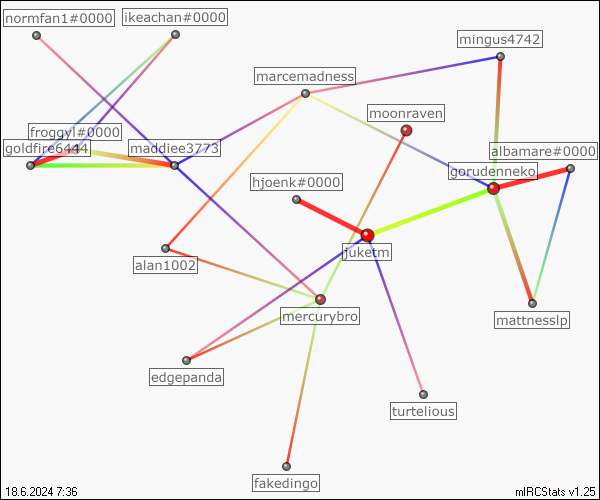 normfan1#0000
ikeachan#0000
mingus4742
marcemadness
moonraven
froggyl#0000
goldfire6444
maddiee3773
albamare#0000
gorudenneko
hjoenk#0000
juketm
alan1002
mercurybro
mattnesslp
edgepanda
turtelious
fakedingo
18.6.2024 7:36
mIRCStats v1.25